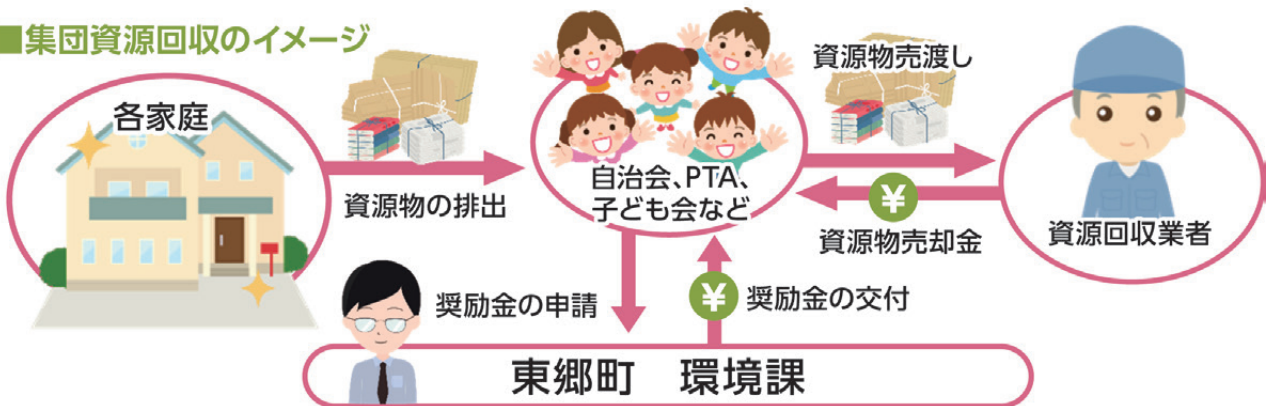 ■集団資源回収のイメージ
各家庭
資源物の排出
自治会、PTA、
子ども会など
資源物売渡し
¥
資源物売却金
資源回収業者
奨励金の申請
¥
奨励金の交付
東郷町　環境課